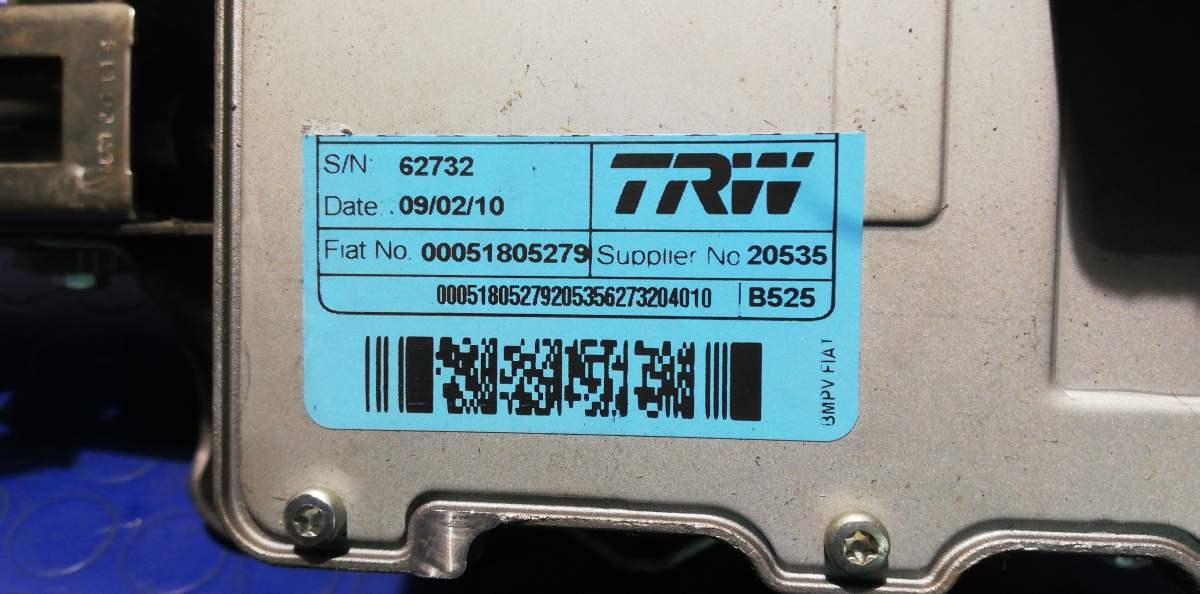 S/N: 62732
TRW
Date: 09/02/10
Fiat No. 00051805279
Supplier No 20535
00051805279205356273204010
B525
BMPV FIAT